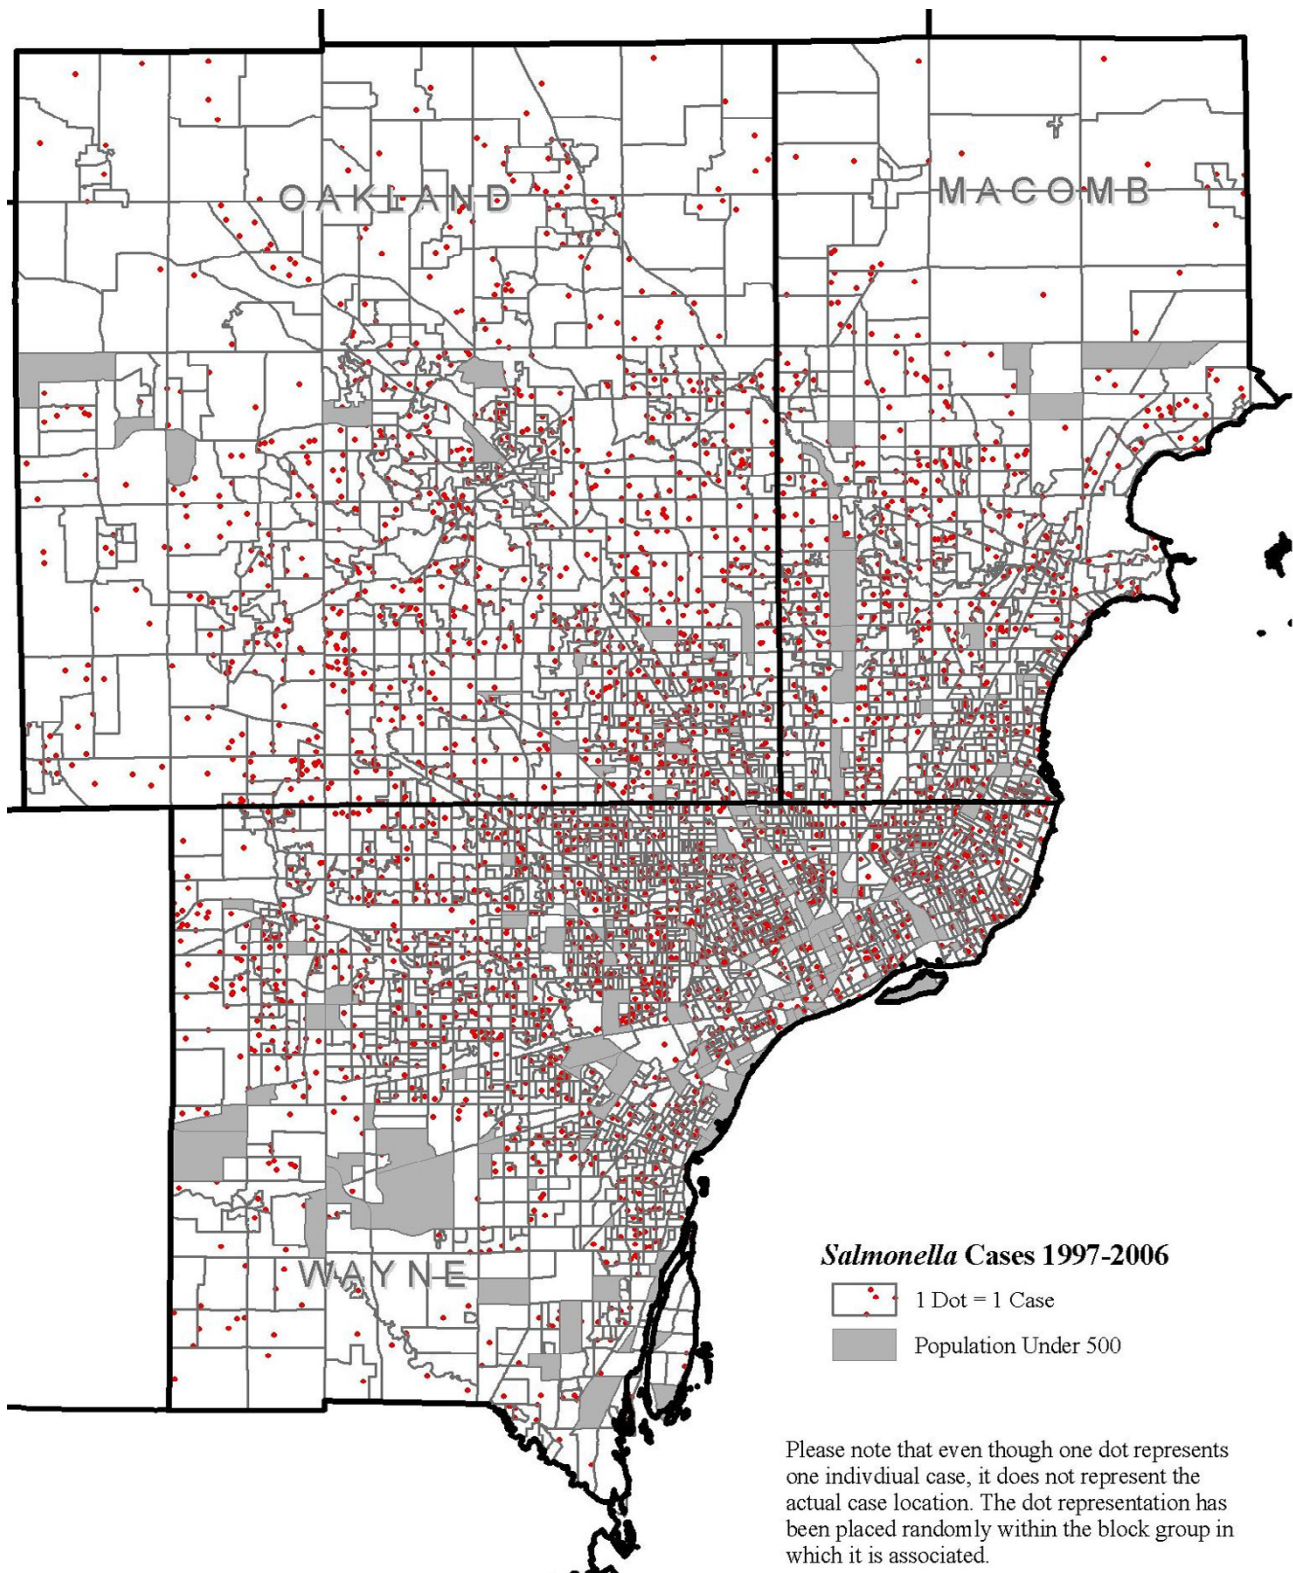 OAKLAND
MACOMB
WAYNE
Salmonella Cases 1997-2006
1 Dot = 1 Case
Population Under 500
Please note that even though one dot represents
one indivdiual case, it does not represent the
actual case location. The dot representation has
been placed randomly within the block group in
which it is associated.